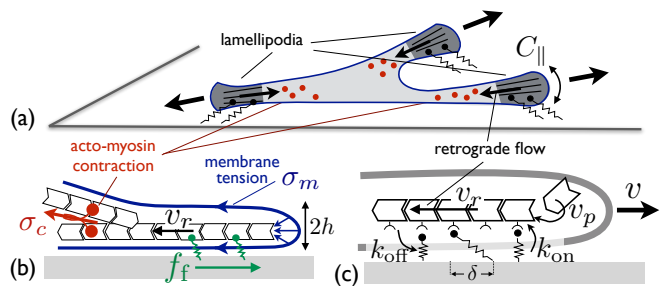 lamellipodia
C∥
(a)
acto-myosin
contraction
membrane
tension
σm
retrograde flow
σc
vr
2h
ff
(b)
vr
vp
v
koff
kon
δ
(c)